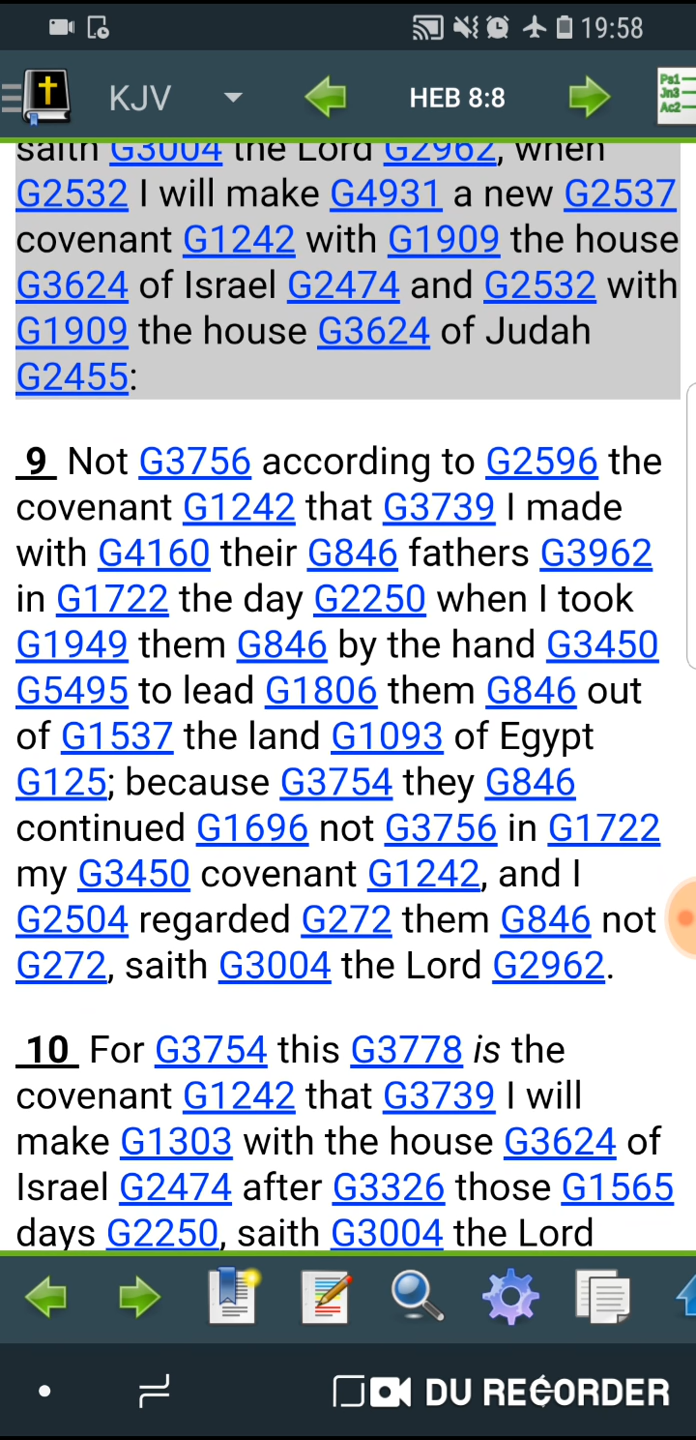 19:58
KJV HEB 8:8 Ps1
Jn3
Ac2
saith G3004 the Lord G2962, when
G2532 I will make G4931 a new G2537
covenant G1242 with G1909 the house
G3624 of Israel G2474 and G2532 with
G1909 the house G3624 of Judah
G2455:
9 Not G3756 according to G2596 the
covenant G1242 that G3739 I made
with G4160 their G846 fathers G3962
in G1722 the day G2250 when I took
G1949 them G846 by the hand G3450
G5495 to lead G1806 them G846 out
of G1537 the land G1093 of Egypt
G125; because G3754 they G846
continued G1696 not G3756 in G1722
my G3450 covenant G1242, and I
G2504 regarded G272 them G846 not
G272, saith G3004 the Lord G2962.
10 For G3754 this G3778 is the
covenant G1242 that G3739 I will
make G1303 with the house G3624 of
Israel G2474 after G3326 those G1565
days G2250, saith G3004 the Lord
DU RECORDER